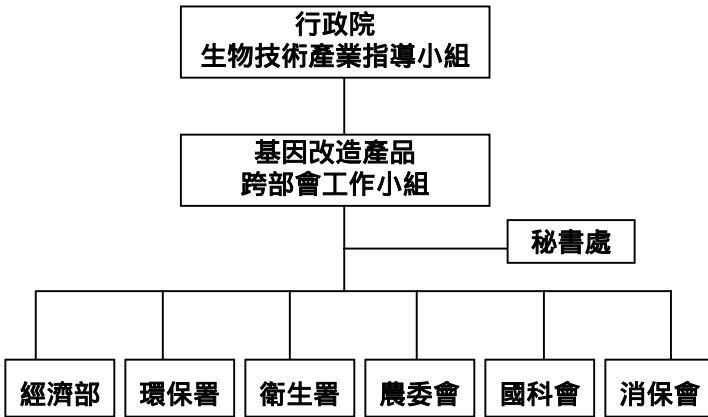 行政院
生物技術產業指導小組
基因改造產品
跨部會工作小組
秘書處
經濟部
環保署
衛生署
農委會
國科會
消保會